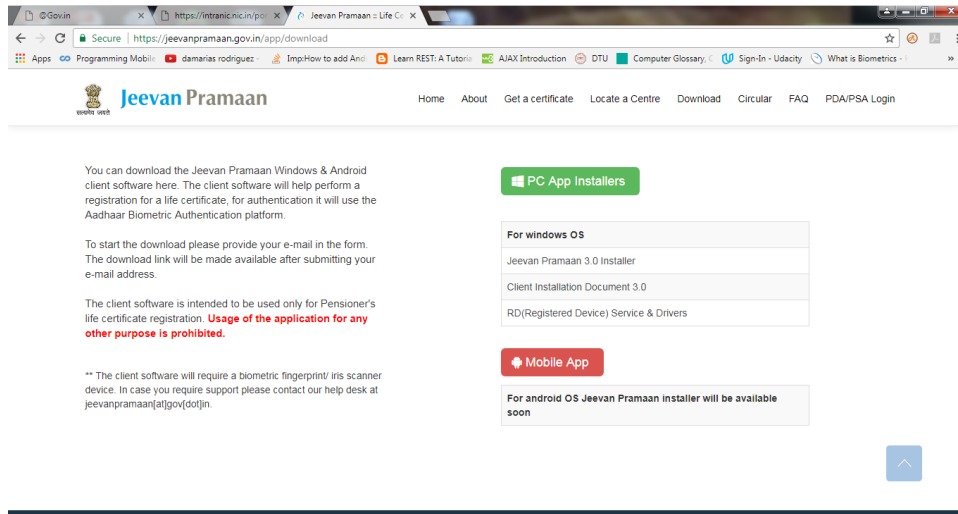 @Gov.in
https://intranic.nic.in/po
Jeevan Pramaan :: Life Ce
Secure | https://jeevanpramaan.gov.in/app/download
Apps Programming Mobile damarias rodriguez - Imp:How to add And Learn REST: A Tutoria AJAX Introduction DTU Computer Glossary, C Sign-In - Udacity What is Biometrics - »
सत्यमेव जयते
Jeevan Pramaan
Home About Get a certificate Locate a Centre Download Circular FAQ PDA/PSA Login
You can download the Jeevan Pramaan Windows & Android
client software here. The client software will help perform a
registration for a life certificate, for authentication it will use the
Aadhaar Biometric Authentication platform.
To start the download please provide your e-mail in the form.
The download link will be made available after submitting your
e-mail address.
The client software is intended to be used only for Pensioner's
life certificate registration. Usage of the application for any
other purpose is prohibited.
** The client software will require a biometric fingerprint/ iris scanner
device. In case you require support please contact our help desk at
jeevanpramaan[at]gov[dot]in.
PC App Installers
For windows OS
Jeevan Pramaan 3.0 Installer
Client Installation Document 3.0
RD(Registered Device) Service & Drivers
Mobile App
For android OS Jeevan Pramaan installer will be available
soon